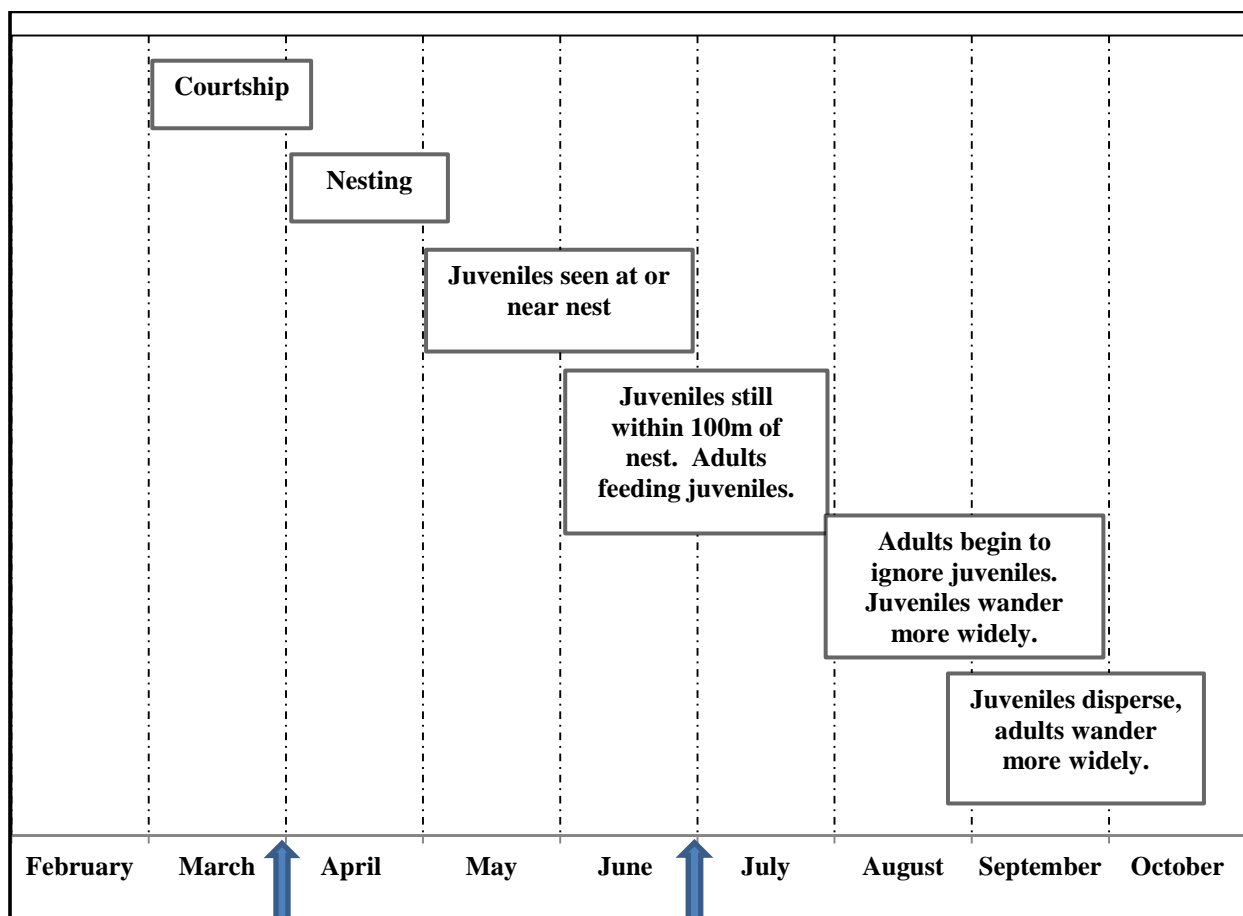 Courtship
Nesting
Juveniles seen at or
near nest
Juveniles still
within 100m of
nest. Adults
feeding juveniles.
Adults begin to
ignore juveniles.
Juveniles wander
more widely.
Juveniles disperse,
adults wander
more widely.
February March April May June July August September October